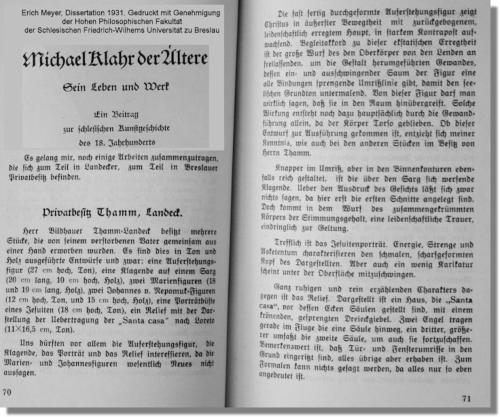 Erich Meyer, Dissertation 1931. Gedruckt mit Genehmigung
der Hohen Philosophischen Fakultat
der Schlesischen Friedrich-Wilhems Universitat zu Breslau
Michael Klahr der Ältere
Sein Leben und Werk
Ein Beitrag
zur schlesischen Kunstgeschichte
des 18. Jahrhunderts
Es gelang mir, noch einige Arbeiten zusammenzutragen,
die sich zum Teil in Landecker, zum Teil in Breslauer
Privatbesitz befinden.
Privatbesitz Thamm, Landeck.
Herr Bildhauer Thamm-Landeck besitzt mehrere
Stücke, die von seinem verstorbenen Vater gemeinsam aus
einer Hand erworben wurden. Es sind dies in Ton und
Holz ausgeführte Entwürfe und zwar: eine Auferstehungs-
figur (27 cm hoch, Ton), eine Klagende auf einem Sarg
(20 cm lang, 10 cm hoch, Holz), zwei Marienfiguren (18
und 19 cm lang, Holz), zwei Johannes v. Nepomuk-Figuren
(12 cm hoch, Ton, und 15 cm hoch, Holz), eine Porträtbüste
eines Jesuiten (18 cm hoch, Ton), ein Relief mit der Dar-
stellung der Uebertragung der „Santa casa“ nach Loreto
(11×16,5 cm, Ton).
Uns dürften vor allem die Auferstehungsfigur, die
Klagende, das Porträt und das Relief interessieren, da die
Marien- und Johannesfiguren wesentlich Neues nicht
aussagen.
70
Die fast fertig durchgeformte Auferstehungsfigur zeigt
Christus in äußerster Bewegtheit mit zurückgebogenem,
leidenschaftlich erregtem Haupt, in starkem Kontrapost auf-
wachsend. Begleitakkord zu dieser ekstatischen Erregtheit
ist der große Wurf des den Oberkörper von den Lenden an
freilassenden, um die Gestalt herumgeführten Gewandes,
dessen ein- und ausschwingender Saum der Figur eine
alle Bindungen sprengende Umrißlinie gibt, damit den see-
lischen Grundton untermalend. Von dieser Figur darf man
wirklich sagen, daß sie in den Raum hinübergreift. Solche
Wirkung entsteht noch dazu hauptsächlich durch die Gewand-
führung allein, da der Körper Torso geblieben. Ob dieser
Entwurf zur Ausführung gekommen ist, entzieht sich meiner
Kenntnis, wie auch bei den anderen Stücken im Besitz von
Herrn Thamm.
Knapper im Umriß, aber in den Binnenkonturen eben-
falls reich gestaltet, ist die über den Sarg sich werfende
Klagende. Ueber den Ausdruck des Gesichts läßt sich zwar
nichts sagen, da hier erst die ersten Schnitte angelegt sind.
Doch kommt in dem Wurf des zusammengekrümmten
Körpers der Stimmungsgehalt, eine leidenschaftliche Trauer,
eindringlich zur Geltung.
Trefflich ist das Jesuitenporträt. Energie, Strenge und
Asketentum charakterisieren den schmalen, scharfgeformten
Kopf des Dargestellten. Aber auch ein wenig Karikatur
scheint unter der Oberfläche mitzuschwingen.
Ganz ruhigen und rein erzählenden Charakters da-
gegen ist das Relief. Dargestellt ist ein Haus, die „Santa
casa“, vor dessen Ecken Säulen gestellt sind, mit einem
krönenden, gesprengten Dreieckgiebel. Zwei Engel tragen
gerade im Fluge die eine Säule hinweg, ein dritter, größe-
rer umfaßt die zweite Säule, um auch sie fortzuschaffen.
Bemerkenswert ist, daß Tür- und Fensterumrisse in den
Grund eingeritzt sind, alles übrige aber erhaben ist. Zum
Formalen kann nichts gesagt werden, da alles nur so eben
angedeutet ist.
71